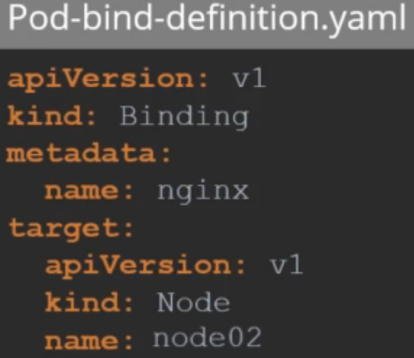 Pod-bind-definition.yaml
apiVersion: v1
kind: Binding
metadata:
  name: nginx
target:
  apiVersion: v1
  kind: Node
  name: node02